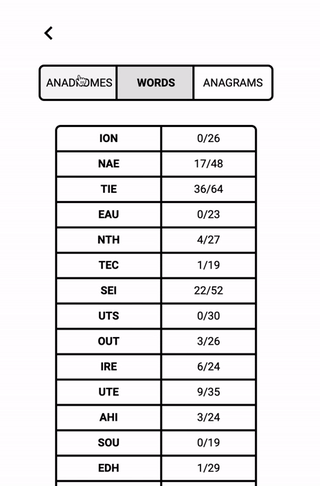 ANADROMES WORDS ANAGRAMS
ION 0/26
NAE 17/48
TIE 36/64
EAU 0/23
NTH 4/27
TEC 1/19
SEI 22/52
UTS 0/30
OUT 3/26
IRE 6/24
UTE 9/35
AHI 3/24
SOU 0/19
EDH 1/29